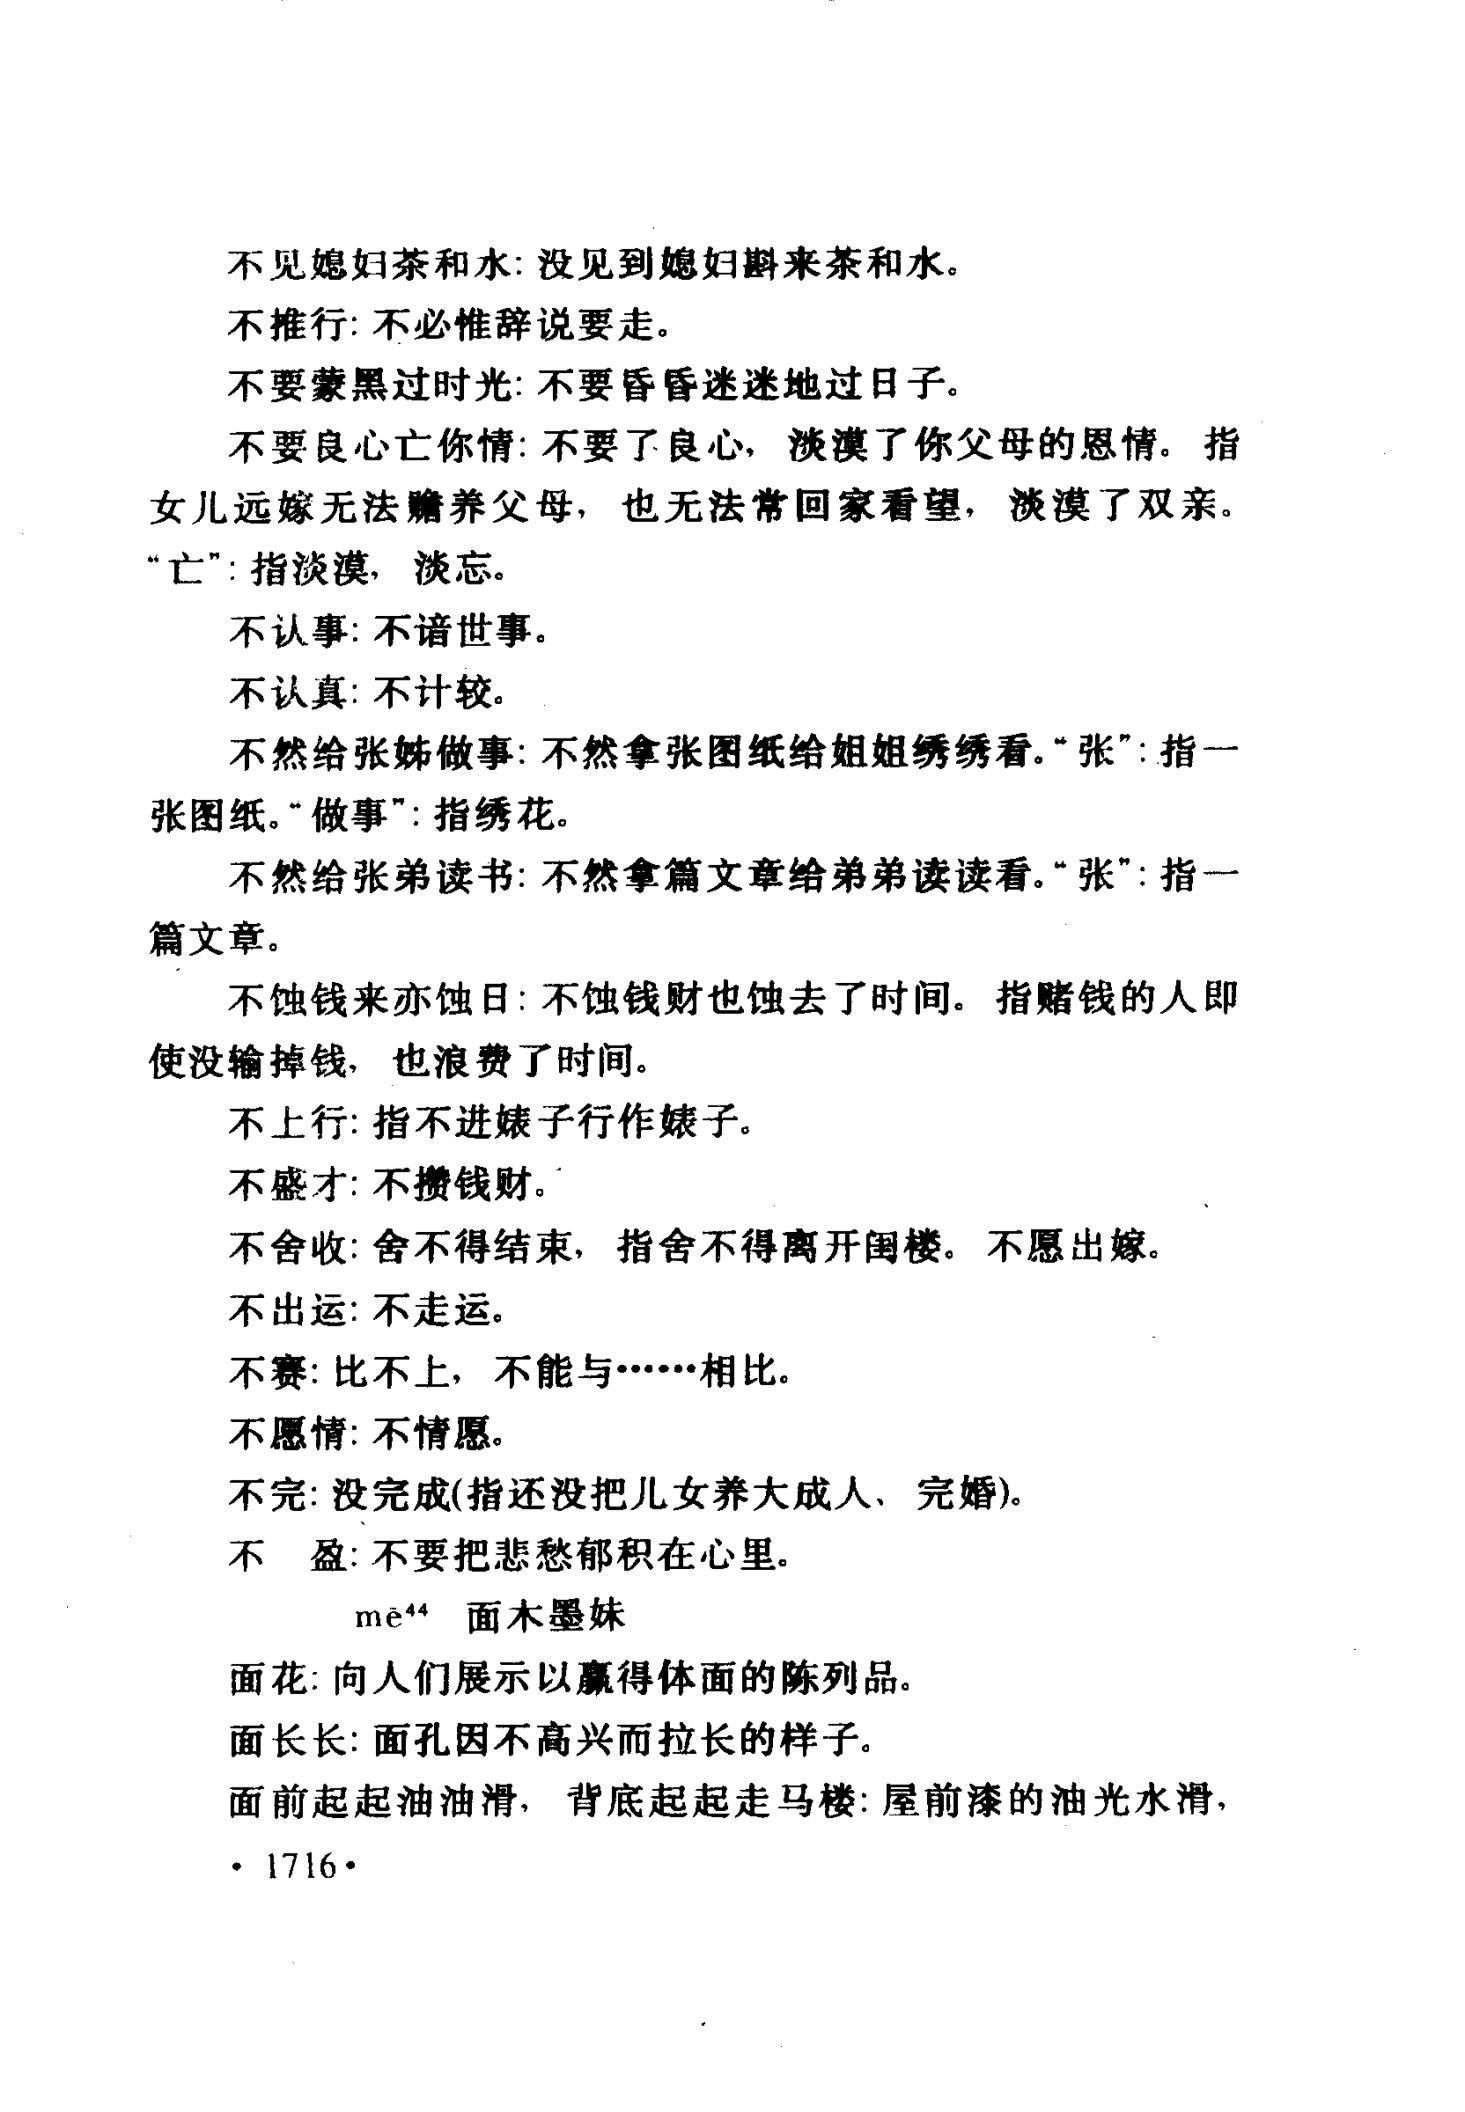 不见媳妇茶和水：没见到媳妇斟来茶和水。
不推行：不必惟辞说要走。
不要蒙黑过时光：不要昏昏迷迷地过日子。
不要良心亡你情：不要了良心，淡漠了你父母的恩情。指
女儿远嫁无法赡养父母，也无法常回家看望，淡漠了双亲。
“亡”：指淡漠，淡忘。
不认事：不谙世事。
不认真：不计较。
不然给张姊做事：不然拿张图纸给姐姐绣绣看。“张”：指一
张图纸。“做事”：指绣花。
不然给张弟读书：不然拿篇文章给弟弟读读看。“张”：指一
篇文章。
不蚀钱来亦蚀日：不蚀钱财也蚀去了时间。指赌钱的人即
使没输掉钱，也浪费了时间。
不上行：指不进婊子行作婊子。
不盛才：不攒钱财。
不舍收：舍不得结束，指舍不得离开闺楼。不愿出嫁。
不出运：不走运。
不赛：比不上，不能与……相比。
不愿情：不情愿。
不完：没完成(指还没把儿女养大成人、完婚)。
不　盈：不要把悲愁郁积在心里。
mē⁴⁴　面木墨妹
面花：向人们展示以赢得体面的陈列品。
面长长：面孔因不高兴而拉长的样子。
面前起起油油滑，背底起起走马楼：屋前漆的油光水滑，
· 1716 ·